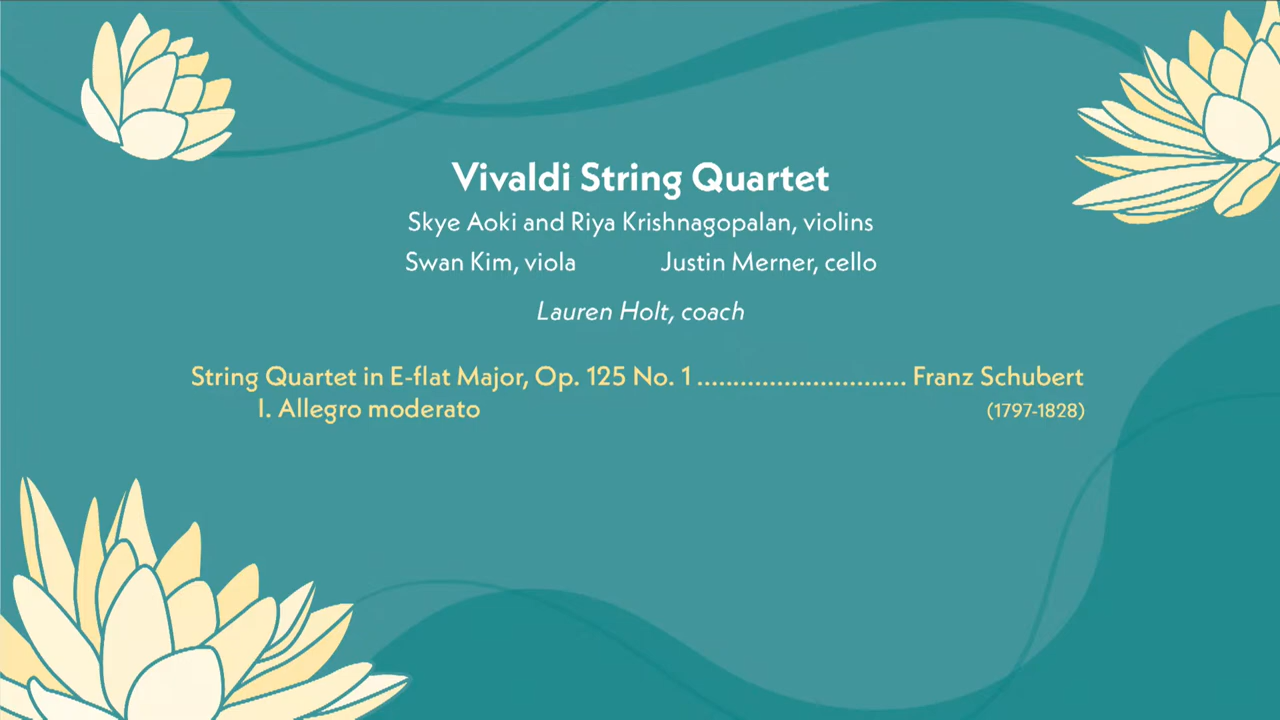 Vivaldi String Quartet
Skye Aoki and Riya Krishnagopalan, violins
Swan Kim, viola Justin Merner, cello
Lauren Holt, coach
String Quartet in E-flat Major, Op. 125 No. 1 ............................. Franz Schubert
I. Allegro moderato (1797-1828)